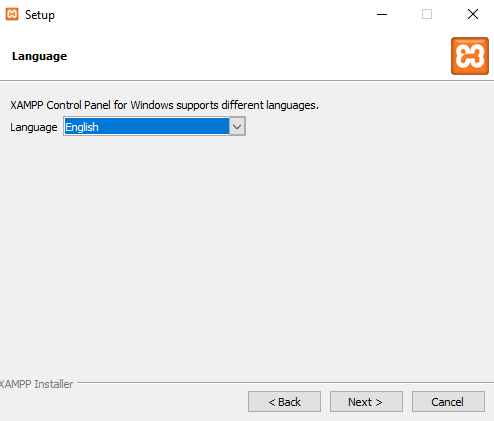 Setup
Language
XAMPP Control Panel for Windows supports different languages.
Language English
XAMPP Installer
< Back Next > Cancel